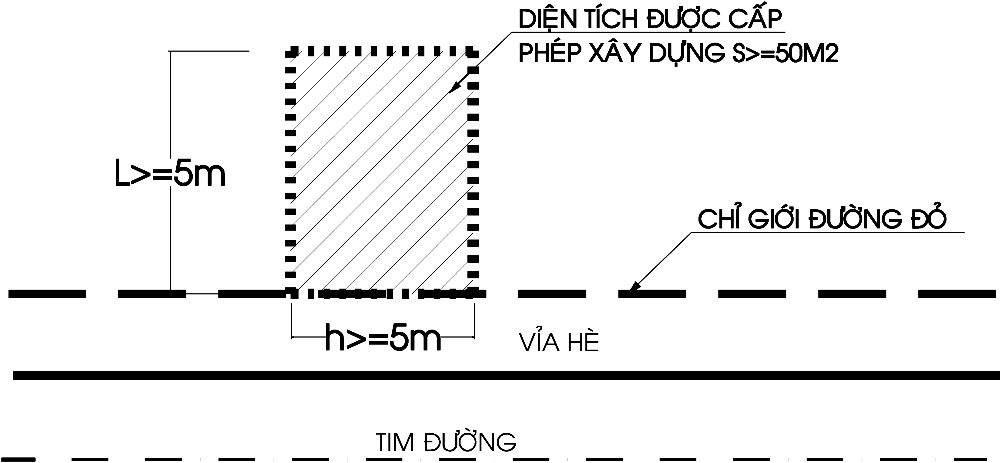 DIỆN TÍCH ĐƯỢC CẤP
PHÉP XÂY DỰNG S>=50M2
L>=5m
CHỈ GIỚI ĐƯỜNG ĐỎ
h>=5m
VỈA HÈ
TIM ĐƯỜNG